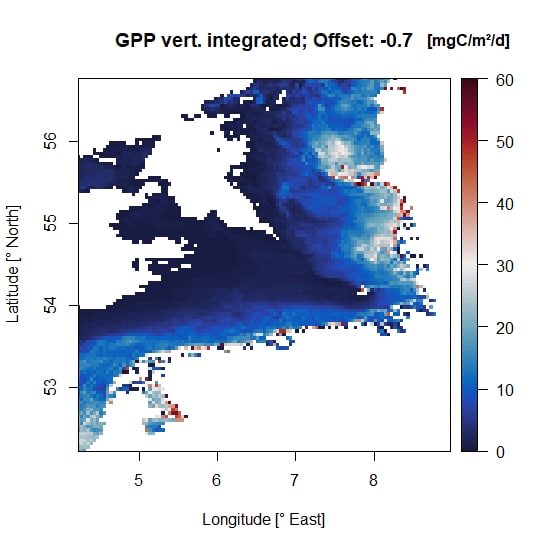 GPP vert. integrated; Offset: -0.7 [mgC/m²/d]
60
50
40
30
20
10
0
56
55
54
53
Latitude [° North]
5 6 7 8
Longitude [° East]